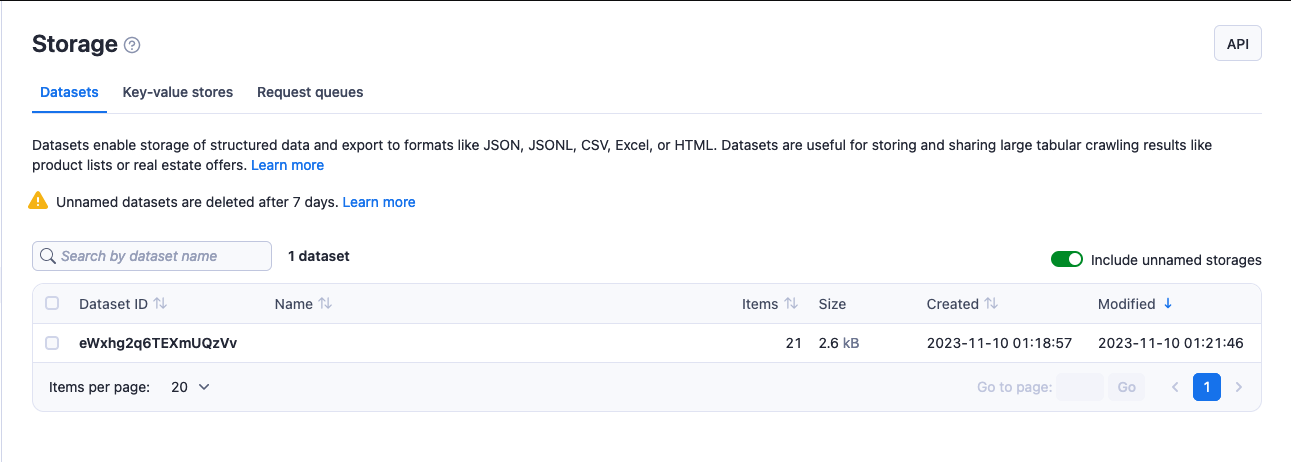 Storage
API
Datasets Key-value stores Request queues
Datasets enable storage of structured data and export to formats like JSON, JSONL, CSV, Excel, or HTML. Datasets are useful for storing and sharing large tabular crawling results like
product lists or real estate offers. Learn more
Unnamed datasets are deleted after 7 days. Learn more
Search by dataset name 1 dataset Include unnamed storages
Dataset ID Name Items Size Created Modified
eWxhg2q6TEXmUQzVv 21 2.6 kB 2023-11-10 01:18:57 2023-11-10 01:21:46
Items per page: 20 Go to page: Go 1